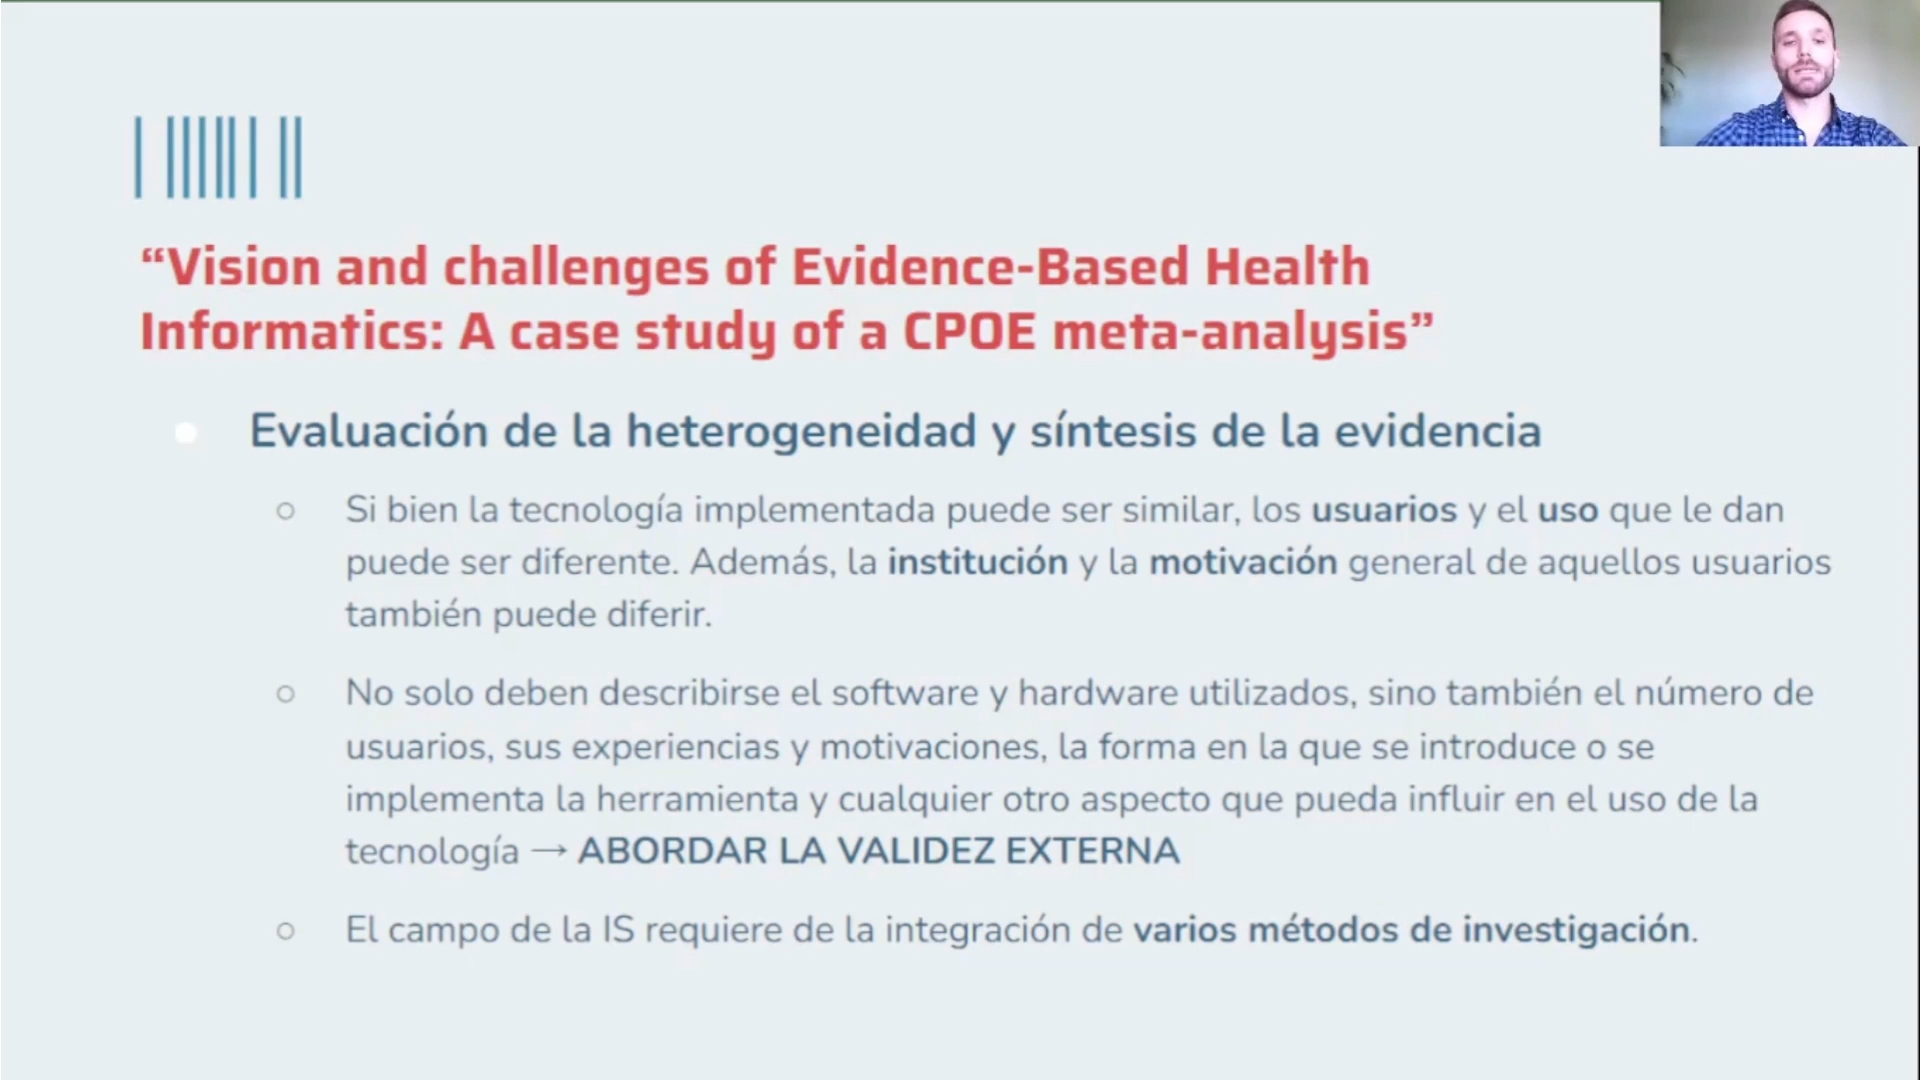 “Vision and challenges of Evidence-Based Health
Informatics: A case study of a CPOE meta-analysis”
Evaluación de la heterogeneidad y síntesis de la evidencia
Si bien la tecnología implementada puede ser similar, los usuarios y el uso que le dan
puede ser diferente. Además, la institución y la motivación general de aquellos usuarios
también puede diferir.
No solo deben describirse el software y hardware utilizados, sino también el número de
usuarios, sus experiencias y motivaciones, la forma en la que se introduce o se
implementa la herramienta y cualquier otro aspecto que pueda influir en el uso de la
tecnología → ABORDAR LA VALIDEZ EXTERNA
El campo de la IS requiere de la integración de varios métodos de investigación.